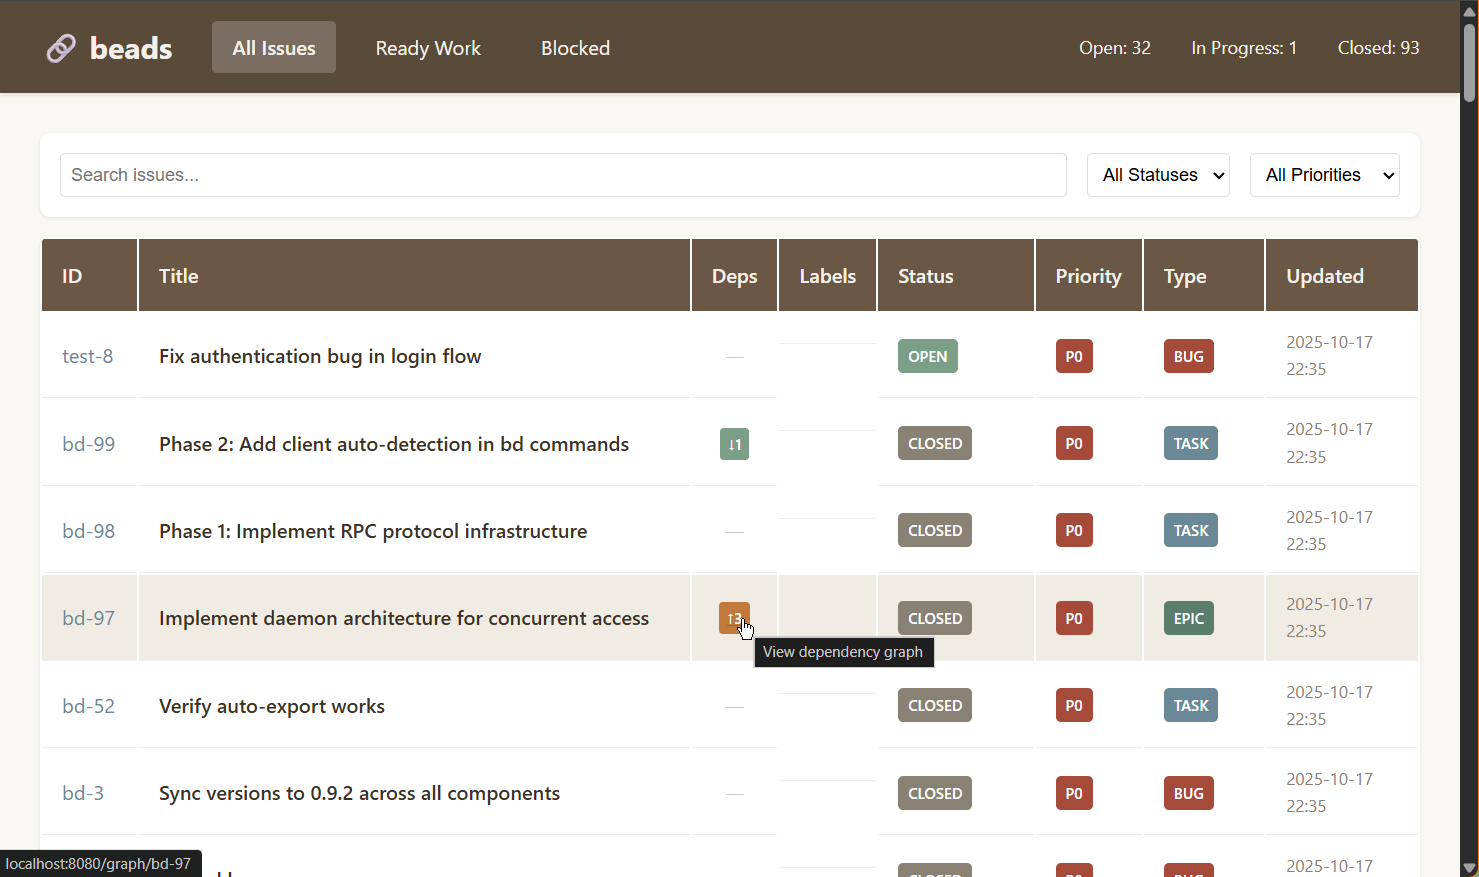 beads
All Issues
Ready Work
Blocked
Open: 32
In Progress: 1
Closed: 93
Search issues...
All Statuses
All Priorities
ID Title Deps Labels Status Priority Type Updated
test-8 Fix authentication bug in login flow — OPEN P0 BUG 2025-10-17 22:35
bd-99 Phase 2: Add client auto-detection in bd commands ↓1 CLOSED P0 TASK 2025-10-17 22:35
bd-98 Phase 1: Implement RPC protocol infrastructure — CLOSED P0 TASK 2025-10-17 22:35
bd-97 Implement daemon architecture for concurrent access ↑3 CLOSED P0 EPIC 2025-10-17 22:35
View dependency graph
bd-52 Verify auto-export works — CLOSED P0 TASK 2025-10-17 22:35
bd-3 Sync versions to 0.9.2 across all components — CLOSED P0 BUG 2025-10-17 22:35
CLOSED P0 BUG 2025-10-17
localhost:8080/graph/bd-97